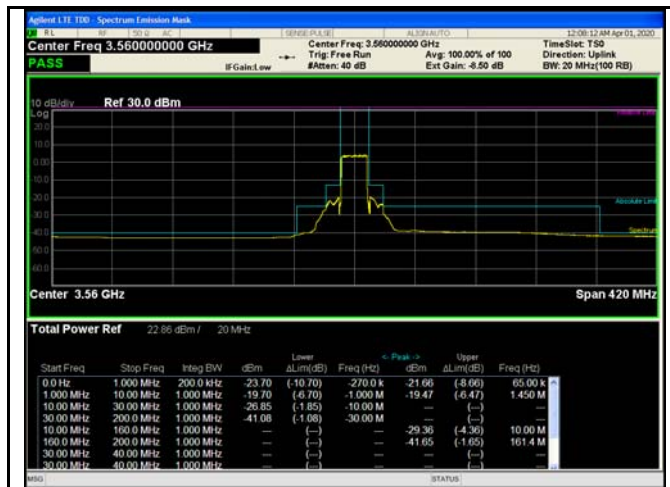 Agilent LTE TDD - Spectrum Emission Mask
RL RF 50 Ω AC SENSE:PULSE ALIGN AUTO 12:08:12 AM Apr 01, 2020
Center Freq 3.560000000 GHz Center Freq: 3.560000000 GHz TimeSlot: TS0
Trig: Free Run Avg: 100.00% of 100 Direction: Uplink
PASS IFGain:Low #Atten: 40 dB Ext Gain: -8.50 dB BW: 20 MHz(100 RB)
10 dB/div Ref 30.0 dBm
Log
20.0
10.0
0.00
-10.0
-20.0
-30.0
-40.0
-50.0
-60.0
Absolute Limit
Spectrum
Center 3.56 GHz Span 420 MHz
Total Power Ref 22.86 dBm / 20 MHz
Lower <- Peak -> Upper
Start Freq Stop Freq Integ BW dBm ΔLim(dB) Freq (Hz) dBm ΔLim(dB) Freq (Hz)
0.0 Hz 1.000 MHz 200.0 kHz -23.70 (-10.70) -270.0 k -21.66 (-8.66) 65.00 k
1.000 MHz 10.00 MHz 1.000 MHz -19.70 (-6.70) -1.000 M -19.47 (-6.47) 1.450 M
10.00 MHz 30.00 MHz 1.000 MHz -26.85 (-1.85) -10.00 M --- (---) ---
30.00 MHz 200.0 MHz 1.000 MHz -41.08 (-1.08) -30.00 M --- (---) ---
10.00 MHz 160.0 MHz 1.000 MHz --- (---) --- -29.36 (-4.36) 10.00 M
160.0 MHz 200.0 MHz 1.000 MHz --- (---) --- -41.65 (-1.65) 161.4 M
30.00 MHz 40.00 MHz 1.000 MHz --- (---) --- --- (---) ---
30.00 MHz 40.00 MHz 1.000 MHz --- (---) --- --- (---) ---
MSG STATUS